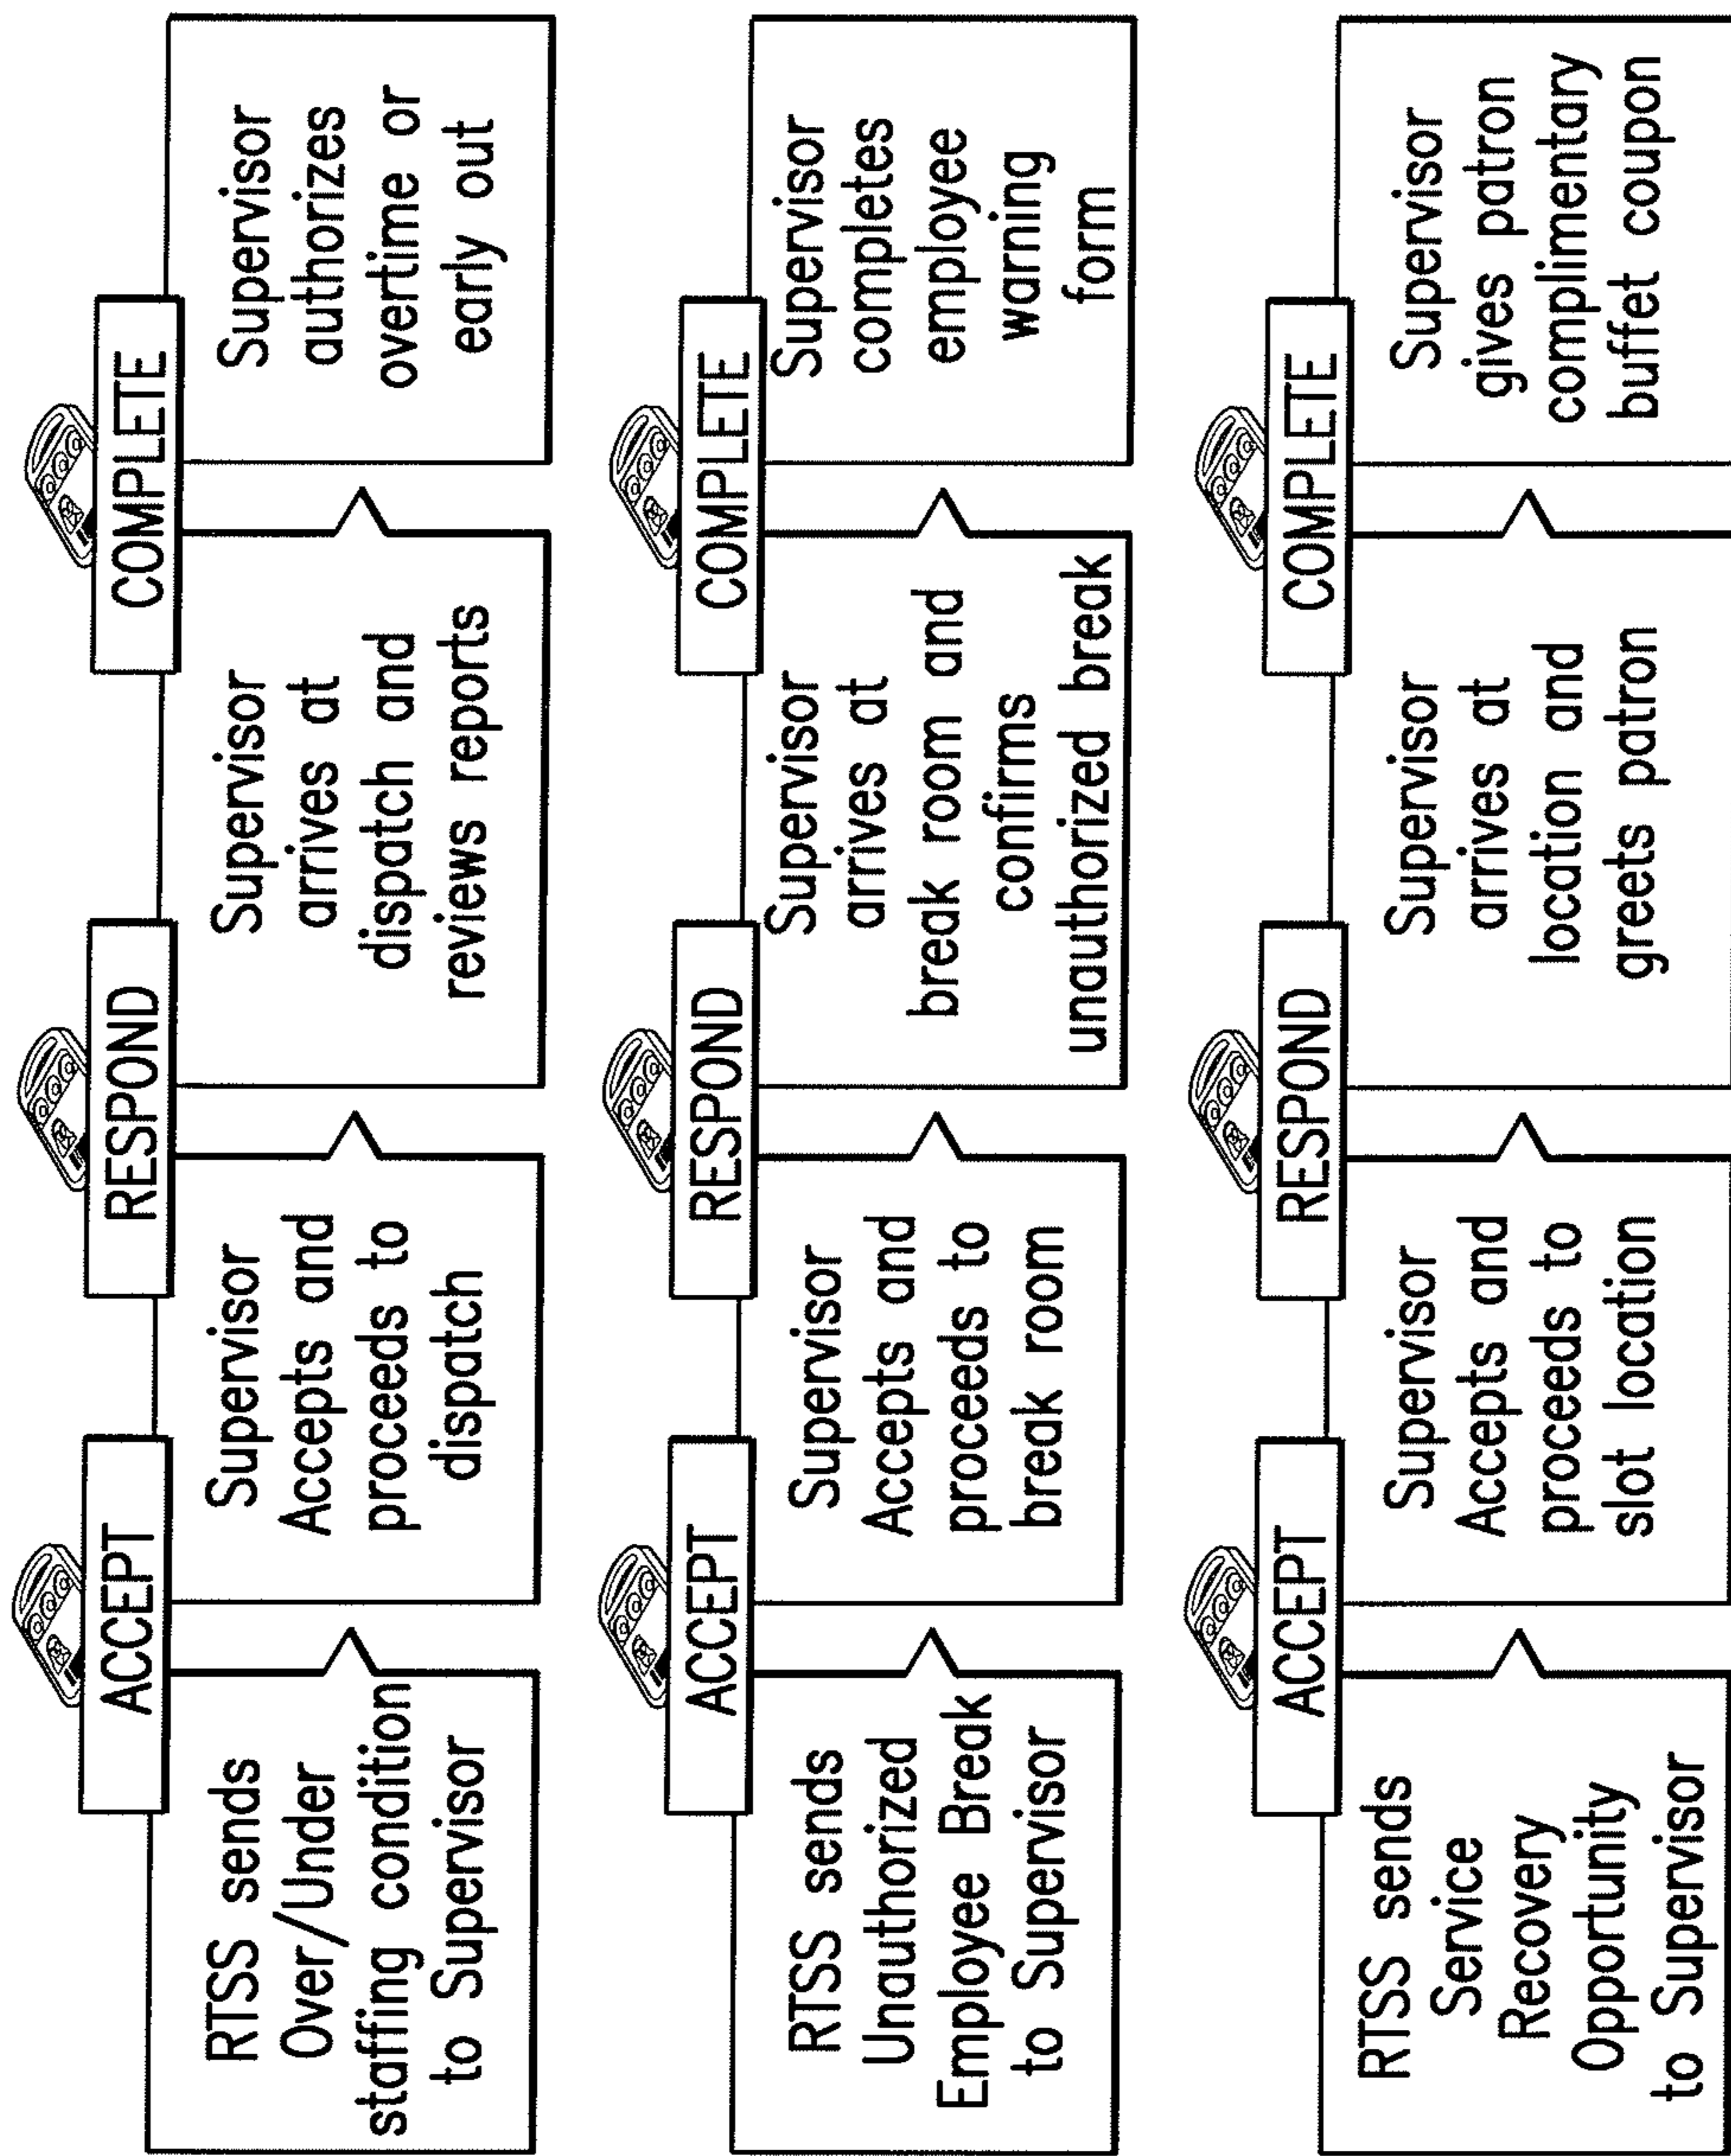 ACCEPT
RESPOND
COMPLETE
RTSS sends
Over/Under
staffing condition
to Supervisor
Supervisor
Accepts and
proceeds to
dispatch
Supervisor
arrives at
dispatch and
reviews reports
Supervisor
authorizes
overtime or
early out
ACCEPT
RESPOND
COMPLETE
RTSS sends
Unauthorized
Employee Break
to Supervisor
Supervisor
Accepts and
proceeds to
break room
Supervisor
arrives at
break room and
confirms
unautorized break
Supervisor
completes
employee
warning
form
ACCEPT
RESPOND
COMPLETE
RTSS sends
Service
Recovery
Opportunity
to Supervisor
Supervisor
Accepts and
proceeds to
slot location
Supervisor
arrives at
location and
greets patron
Supervisor
gives patron
complimentary
buffet coupon